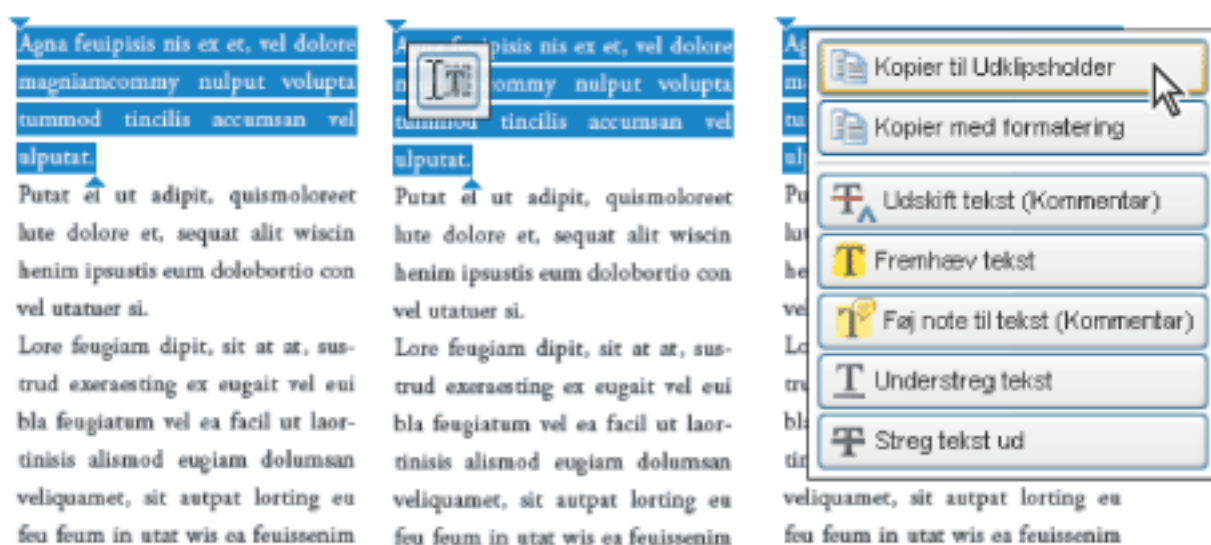 Agna feuipisis nis ex et, vel dolore
magniamcommy nulput volupta
tummod tincilis accumsan vel
ulputat.
Putat el ut adipit, quismoloreet
lute dolore et, sequat alit wiscin
henim ipsustis eum dolobortio con
vel utatuer si.
Lore feugiam dipit, sit at at, sus-
trud exeraesting ex eugait vel eui
bla feugiatum vel ea facil ut laor-
tinisis alismod eugiam dolumsan
veliquamet, sit autpat lorting eu
feu feum in utat wis ea feuissenim
pisis nis ex et, vel dolore
ommy nulput volupta
tummod tincilis accumsan vel
ulputat.
Putat el ut adipit, quismoloreet
lute dolore et, sequat alit wiscin
henim ipsustis eum dolobortio con
vel utatuer si.
Lore feugiam dipit, sit at at, sus-
trud exeraesting ex eugait vel eui
bla feugiatum vel ea facil ut laor-
tinisis alismod eugiam dolumsan
veliquamet, sit autpat lorting eu
feu feum in utat wis ea feuissenim
Kopier til Udklipsholder
Kopier med formatering
Udskift tekst (Kommentar)
Fremhæv tekst
Føj note til tekst (Kommentar)
Understreg tekst
Streg tekst ud
veliquamet, sit autpat lorting eu
feu feum in utat wis ea feuissenim